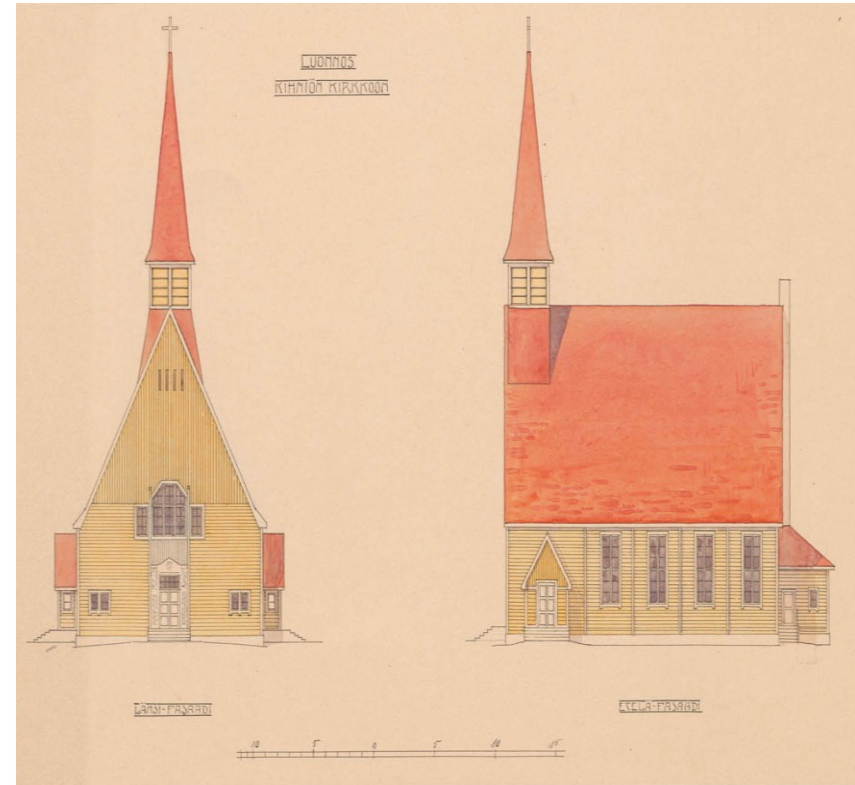 LUONNOS
KIHNIÖN KIRKKOON
LÄNSI-FASAADI
ETELÄ-FASAADI
10 5 0 5 10 15